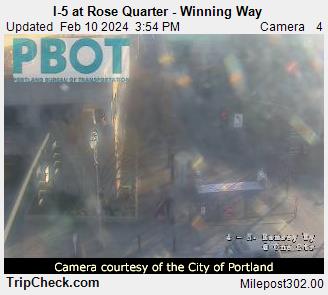 I-5 at Rose Quarter - Winning Way
Updated Feb 10 2024 3:54 PM Camera 4
PBOT
PORTLAND BUREAU OF TRANSPORTATION
Camera courtesy of the City of Portland
TripCheck.com Milepost302.00